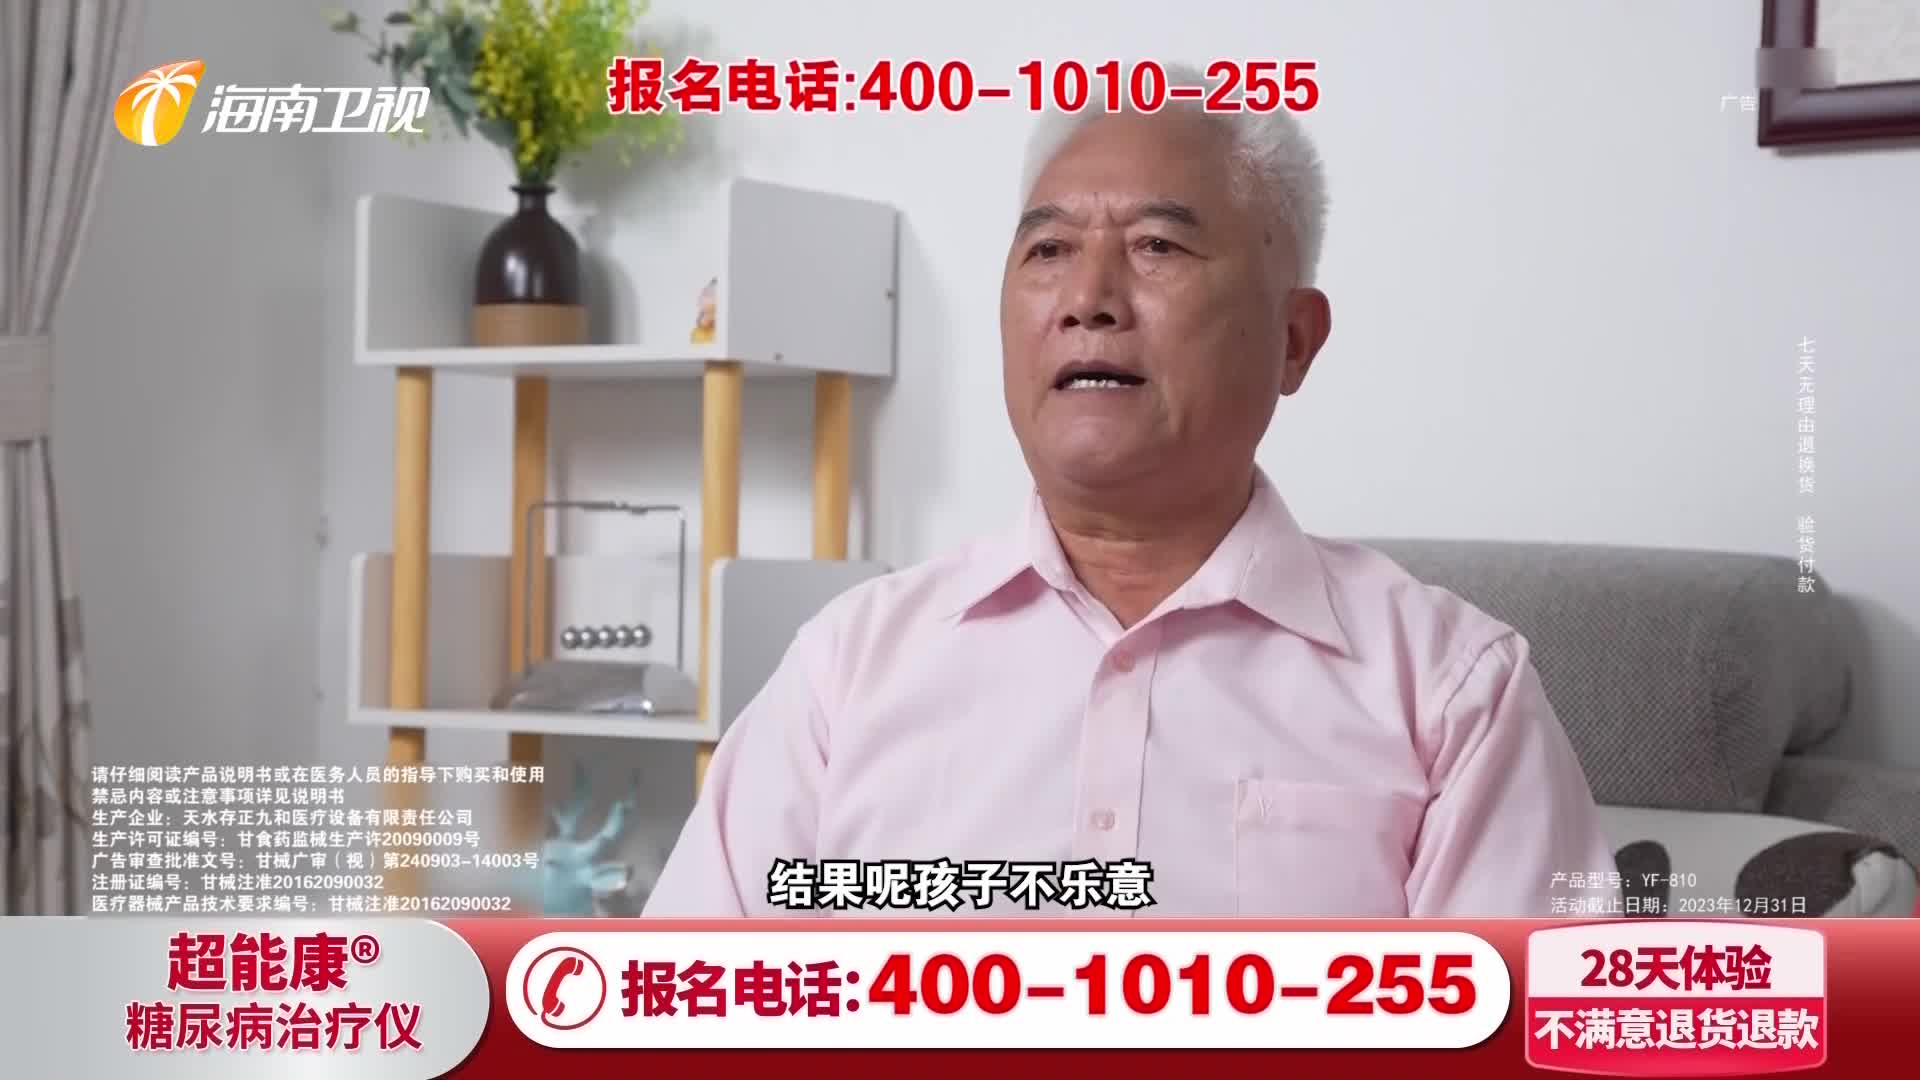 海南卫视
报名电话:400-1010-255
广告
七天无理由退换货 验货付款
请仔细阅读产品说明书或在医务人员的指导下购买和使用
禁忌内容或注意事项详见说明书
生产企业：天水存正九和医疗设备有限责任公司
生产许可证编号：甘食药监械生产许20090009号
广告审查批准文号：甘械广审（视）第240903-14003号
注册证编号：甘械注准20162090032
医疗器械产品技术要求编号：甘械注准20162090032
结果呢孩子不乐意
产品型号：YF-810
活动截止日期：2023年12月31日
超能康®
糖尿病治疗仪
报名电话:400-1010-255
28天体验
不满意退货退款